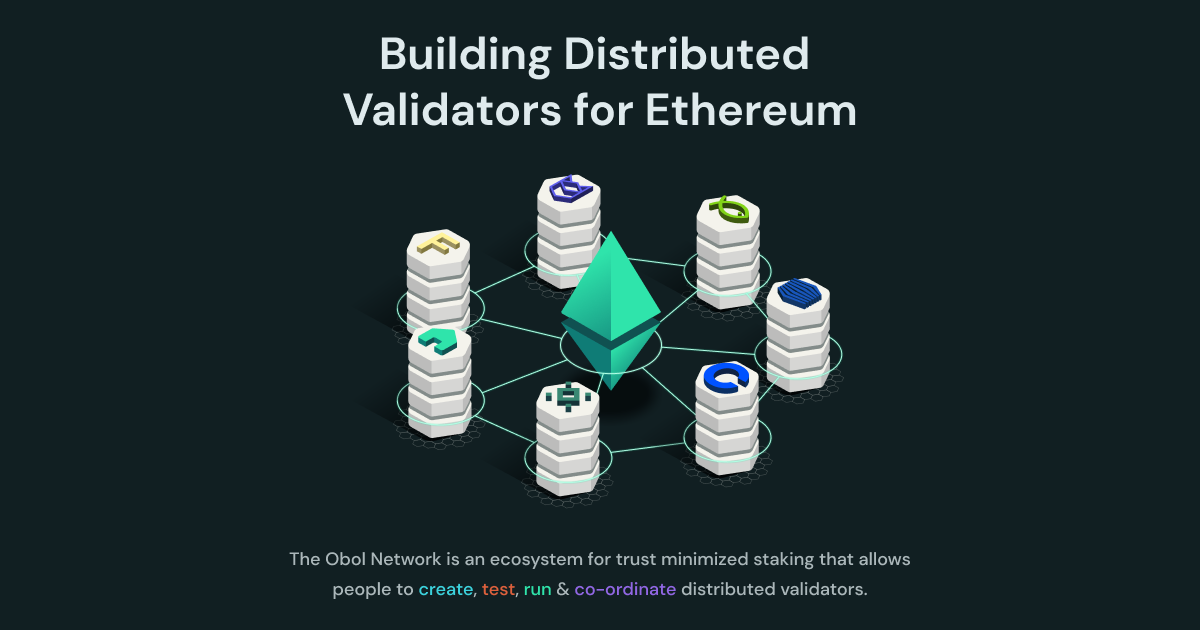 Building Distributed
Validators for Ethereum
The Obol Network is an ecosystem for trust minimized staking that allows
people to create, test, run & co-ordinate distributed validators.